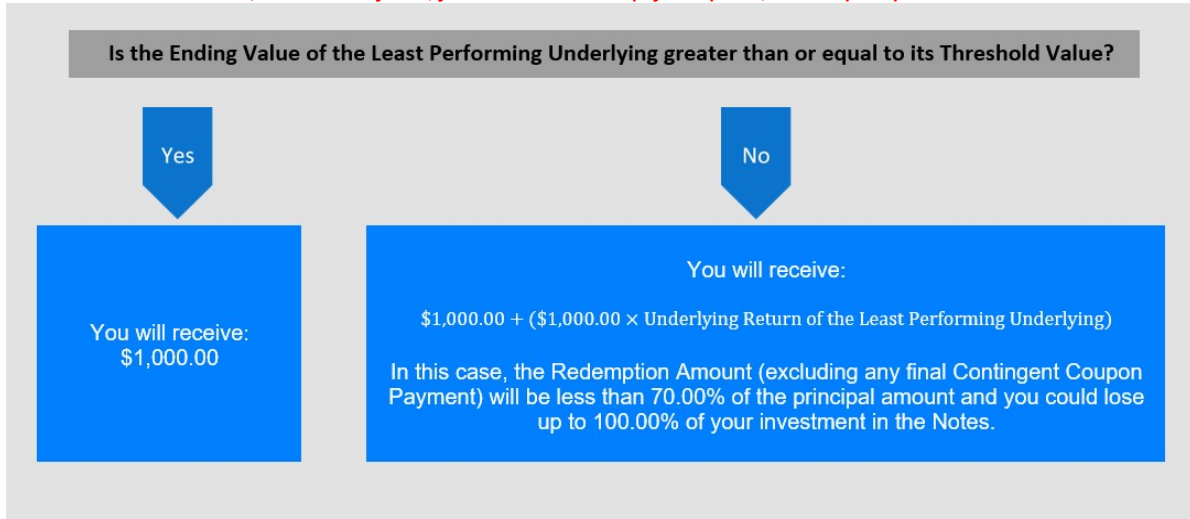 Is the Ending Value of the Least Performing Underlying greater than or equal to its Threshold Value?
Yes
No
You will receive:
$1,000.00
You will receive:
$1,000.00 + ($1,000.00 × Underlying Return of the Least Performing Underlying)
In this case, the Redemption Amount (excluding any final Contingent Coupon
Payment) will be less than 70.00% of the principal amount and you could lose
up to 100.00% of your investment in the Notes.